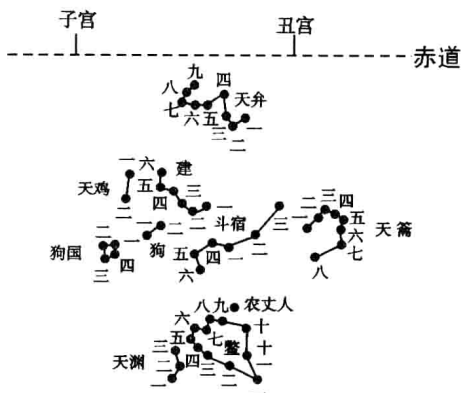 子宫 丑宫
赤道
九
八 四 天弁
七 六 五 一
三
二
一 六 建
天鸡 五 三 一
二 四 二
一 二 斗宿 三
狗国 二 一 狗
三 四
五 四 一 二
六
三 四
二 五
一 六 天籥
七
八
八 九 农丈人
六 七 十
五 鳖
三 十一
天渊 二 四 三 二
一